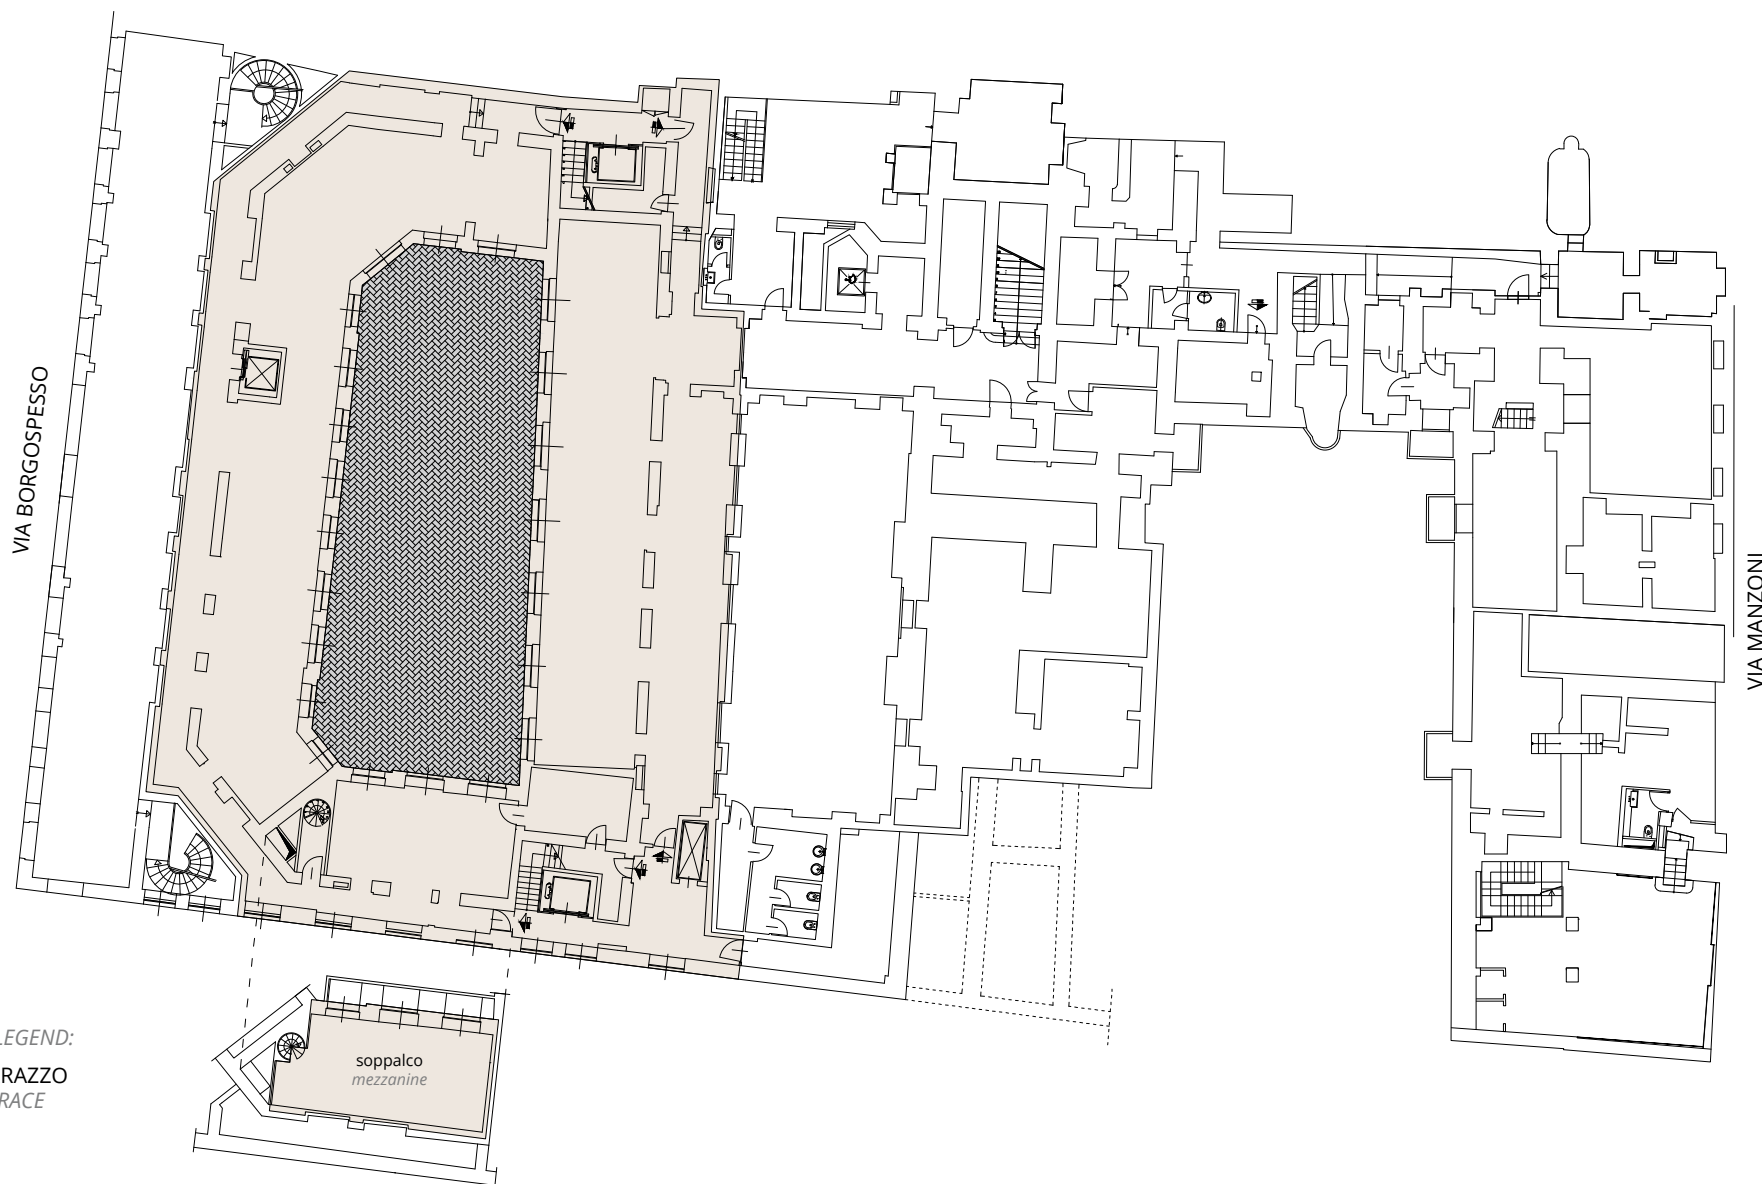 VIA BORGOSPESSO
VIA MANZONI
LEGEND:
RAZZO
RACE
soppalco
mezzanine